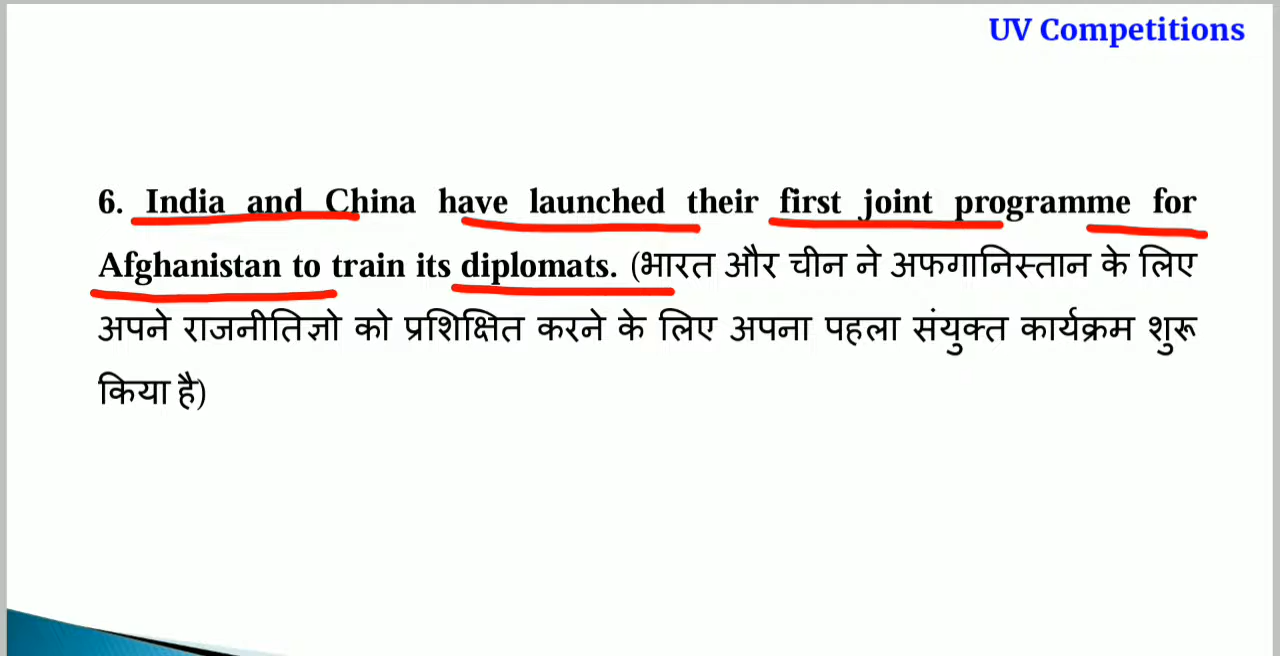 UV Competitions
6. India and China have launched their first joint programme for
Afghanistan to train its diplomats. (भारत और चीन ने अफगानिस्तान के लिए
अपने राजनीतिज्ञो को प्रशिक्षित करने के लिए अपना पहला संयुक्त कार्यक्रम शुरू
किया है)